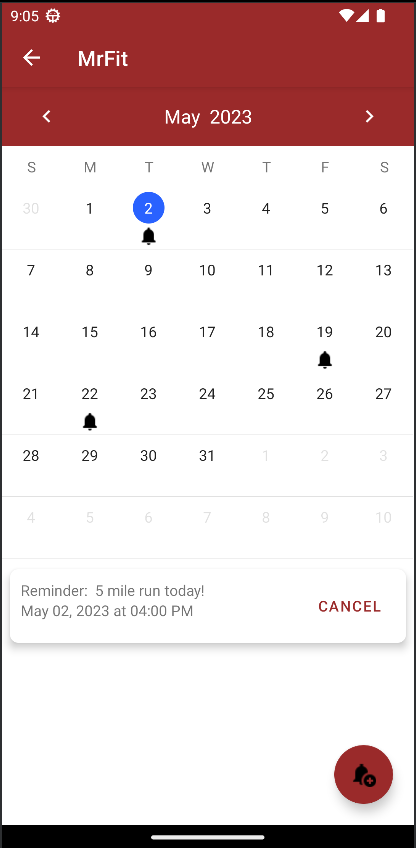 9:05
MrFit
May 2023
S M T W T F S
30 1 2 3 4 5 6
7 8 9 10 11 12 13
14 15 16 17 18 19 20
21 22 23 24 25 26 27
28 29 30 31 1 2 3
4 5 6 7 8 9 10
Reminder: 5 mile run today!
May 02, 2023 at 04:00 PM
CANCEL